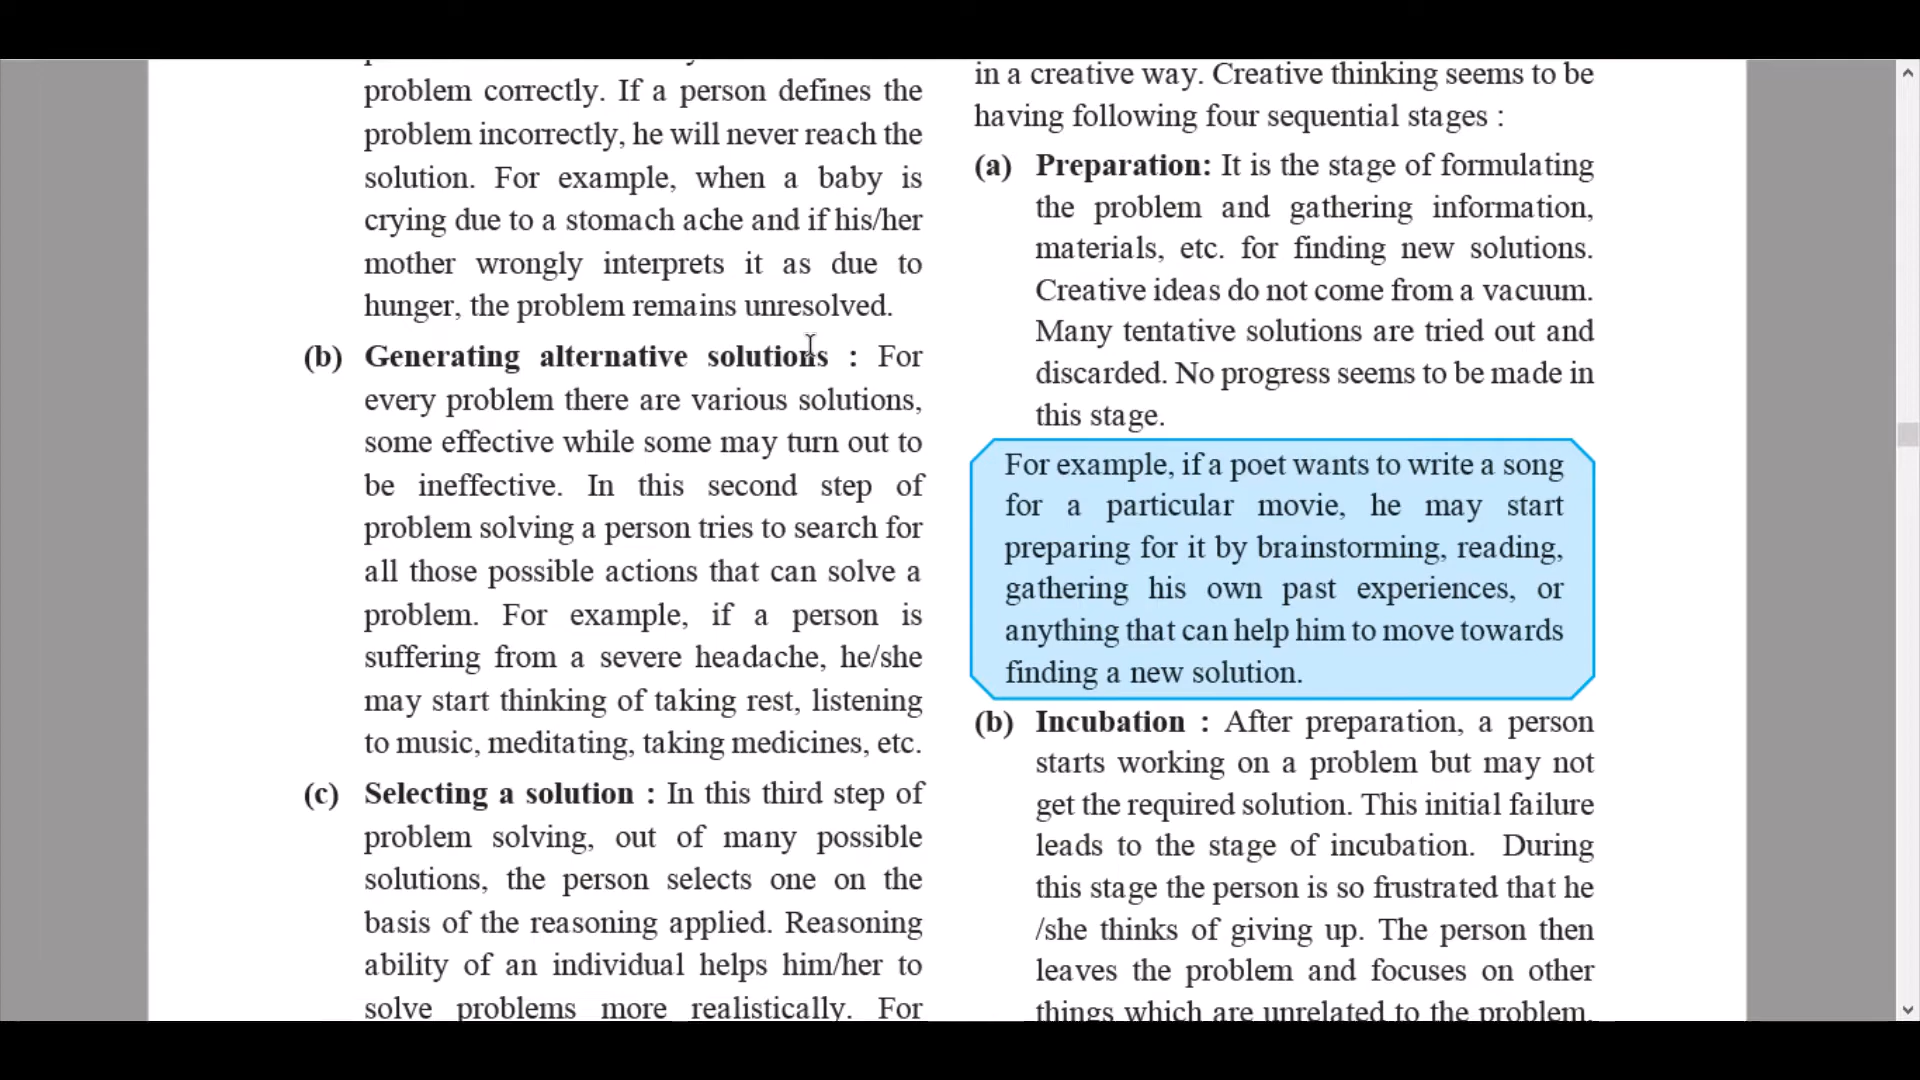 problem correctly. If a person defines the
problem incorrectly, he will never reach the
solution. For example, when a baby is
crying due to a stomach ache and if his/her
mother wrongly interprets it as due to
hunger, the problem remains unresolved.
(b) Generating alternative solutions : For
every problem there are various solutions,
some effective while some may turn out to
be ineffective. In this second step of
problem solving a person tries to search for
all those possible actions that can solve a
problem. For example, if a person is
suffering from a severe headache, he/she
may start thinking of taking rest, listening
to music, meditating, taking medicines, etc.
(c) Selecting a solution : In this third step of
problem solving, out of many possible
solutions, the person selects one on the
basis of the reasoning applied. Reasoning
ability of an individual helps him/her to
solve problems more realistically. For
in a creative way. Creative thinking seems to be
having following four sequential stages :
(a) Preparation: It is the stage of formulating
the problem and gathering information,
materials, etc. for finding new solutions.
Creative ideas do not come from a vacuum.
Many tentative solutions are tried out and
discarded. No progress seems to be made in
this stage.
For example, if a poet wants to write a song
for a particular movie, he may start
preparing for it by brainstorming, reading,
gathering his own past experiences, or
anything that can help him to move towards
finding a new solution.
(b) Incubation : After preparation, a person
starts working on a problem but may not
get the required solution. This initial failure
leads to the stage of incubation. During
this stage the person is so frustrated that he
/she thinks of giving up. The person then
leaves the problem and focuses on other
things which are unrelated to the problem.